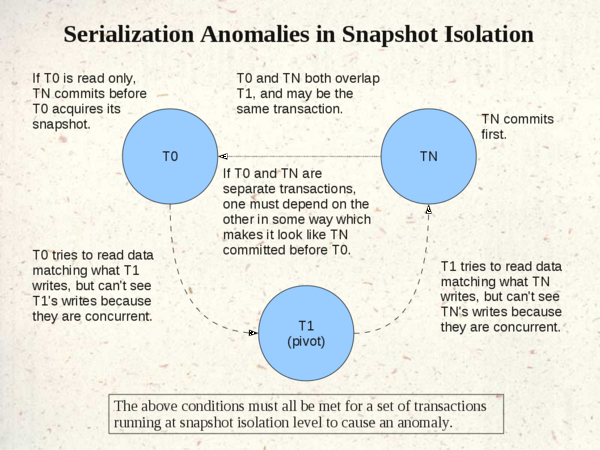 Serialization Anomalies in Snapshot Isolation
If T0 is read only,
TN commits before
T0 acquires its
snapshot.
T0 and TN both overlap
T1, and may be the
same transaction.
TN commits
first.
T0
TN
If T0 and TN are
separate transactions,
one must depend on the
other in some way which
makes it look like TN
committed before T0.
T0 tries to read data
matching what T1
writes, but can't see
T1's writes because
they are concurrent.
T1 tries to read data
matching what TN
writes, but can't see
TN's writes because
they are concurrent.
T1
(pivot)
The above conditions must all be met for a set of transactions
running at snapshot isolation level to cause an anomaly.